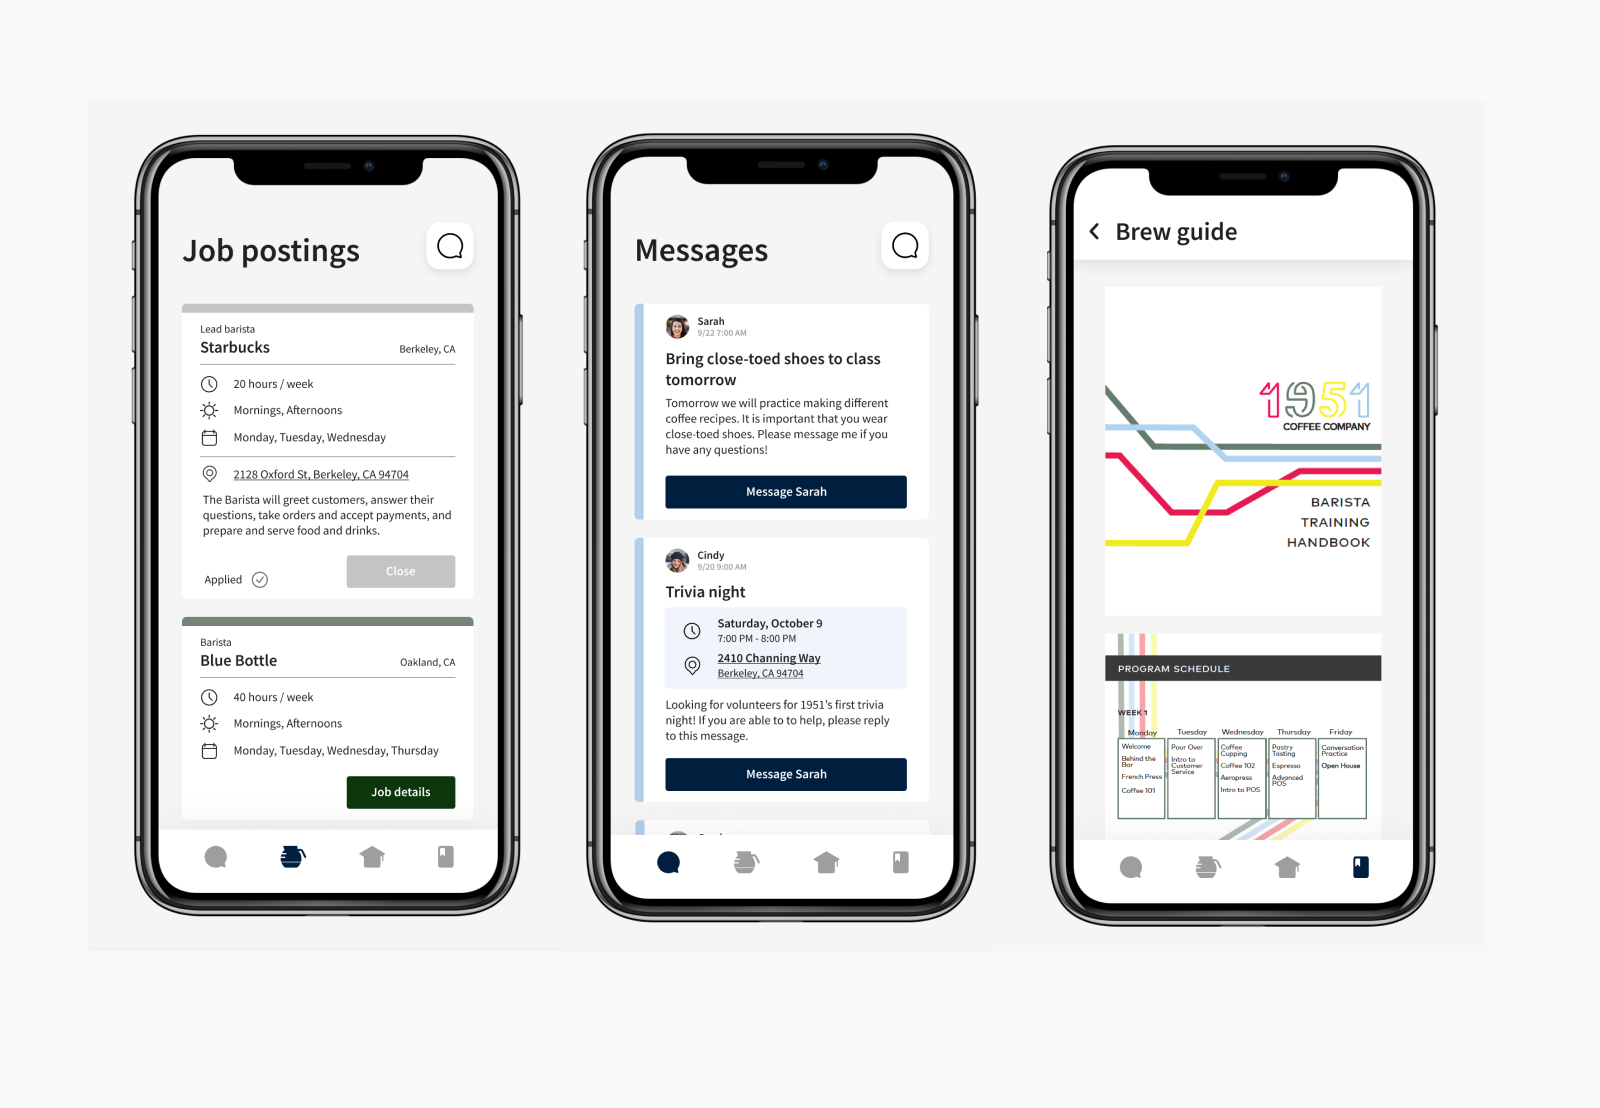 Job postings
Lead barista
Starbucks
Berkeley, CA
20 hours / week
Mornings, Afternoons
Monday, Tuesday, Wednesday
2128 Oxford St, Berkeley, CA 94704
The Barista will greet customers, answer their
questions, take orders and accept payments, and
prepare and serve food and drinks.
Applied
Close
Barista
Blue Bottle
Oakland, CA
40 hours / week
Mornings, Afternoons
Monday, Tuesday, Wednesday, Thursday
Job details
Messages
Sarah
9/22 7:00 AM
Bring close-toed shoes to class
tomorrow
Tomorrow we will practice making different
coffee recipes. It is important that you wear
close-toed shoes. Please message me if you
have any questions!
Message Sarah
Cindy
9/20 9:00 AM
Trivia night
Saturday, October 9
7:00 PM - 8:00 PM
2410 Channing Way
Berkeley, CA 94704
Looking for volunteers for 1951's first trivia
night! If you are able to to help, please reply
to this message.
Message Sarah
Brew guide
1951
COFFEE COMPANY
BARISTA
TRAINING
HANDBOOK
PROGRAM SCHEDULE
WEEK 1
Monday
Tuesday
Wednesday
Thursday
Friday
Welcome
Behind the
Bar
French Press
Coffee 101
Pour Over
Intro to
Customer
Service
Coffee
Cupping
Coffee 102
Aeropress
Intro to POS
Pastry
Tasting
Espresso
Advanced
POS
Conversation
Practice
Open House